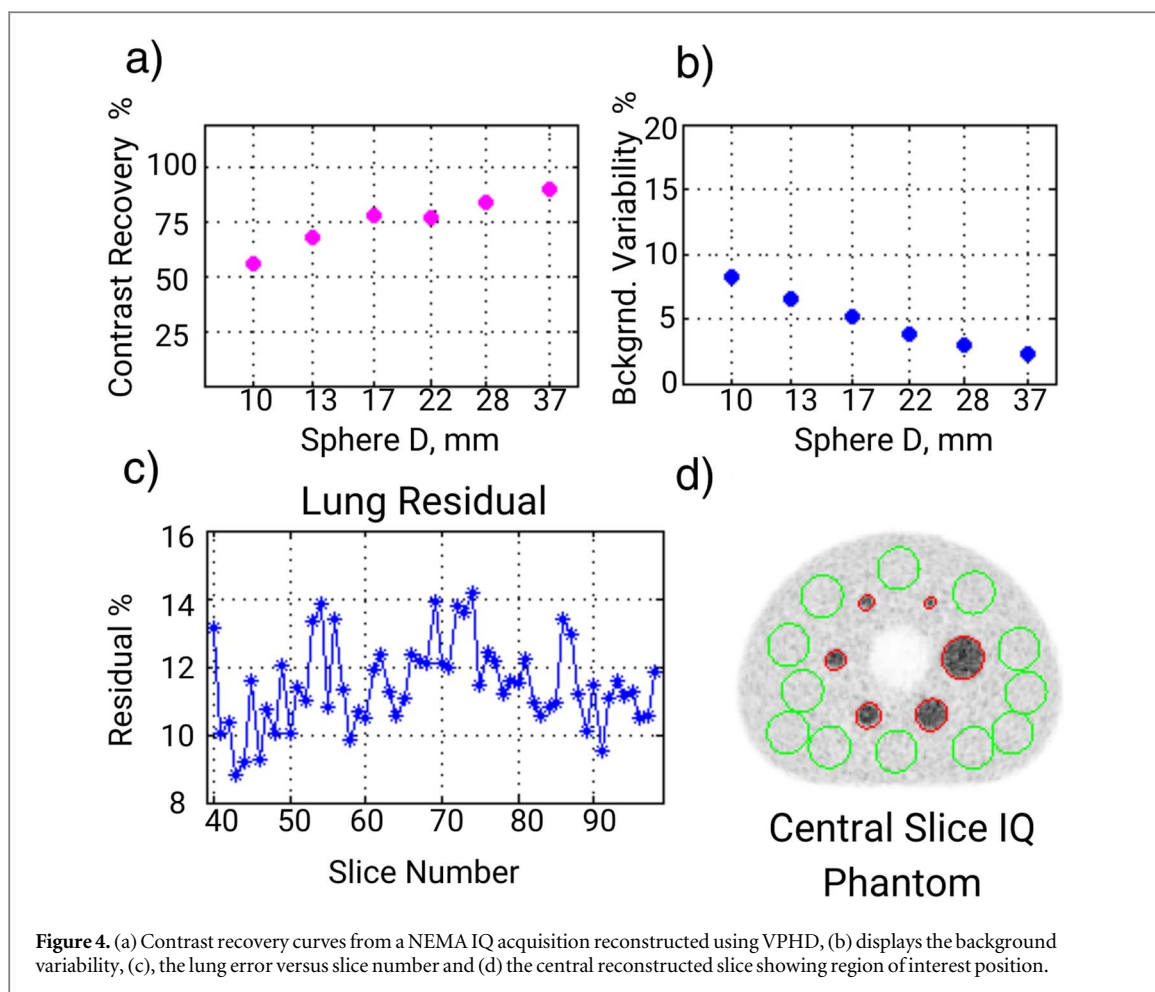 a)
Contrast Recovery %
100
75
50
25
10 13 17 22 28 37
Sphere D, mm
b)
Bckgrnd. Variability %
20
15
10
5
0
10 13 17 22 28 37
Sphere D, mm
c)
Lung Residual
Residual %
16
14
12
10
8
40 50 60 70 80 90
Slice Number
d)
Central Slice IQ
Phantom
Figure 4. (a) Contrast recovery curves from a NEMA IQ acquisition reconstructed using VPHD, (b) displays the background
variability, (c), the lung error versus slice number and (d) the central reconstructed slice showing region of interest position.